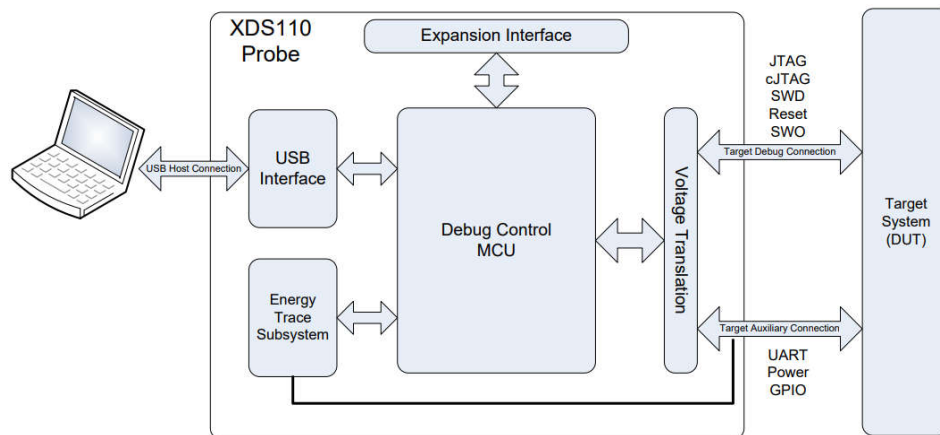 XDS110
Probe
Expansion Interface
JTAG
cJTAG
SWD
Reset
SWO
USB Host Connection
USB
Interface
Debug Control
MCU
Voltage Translation
Target Debug Connection
Target
System
(DUT)
Energy
Trace
Subsystem
Target Auxiliary Connection
UART
Power
GPIO